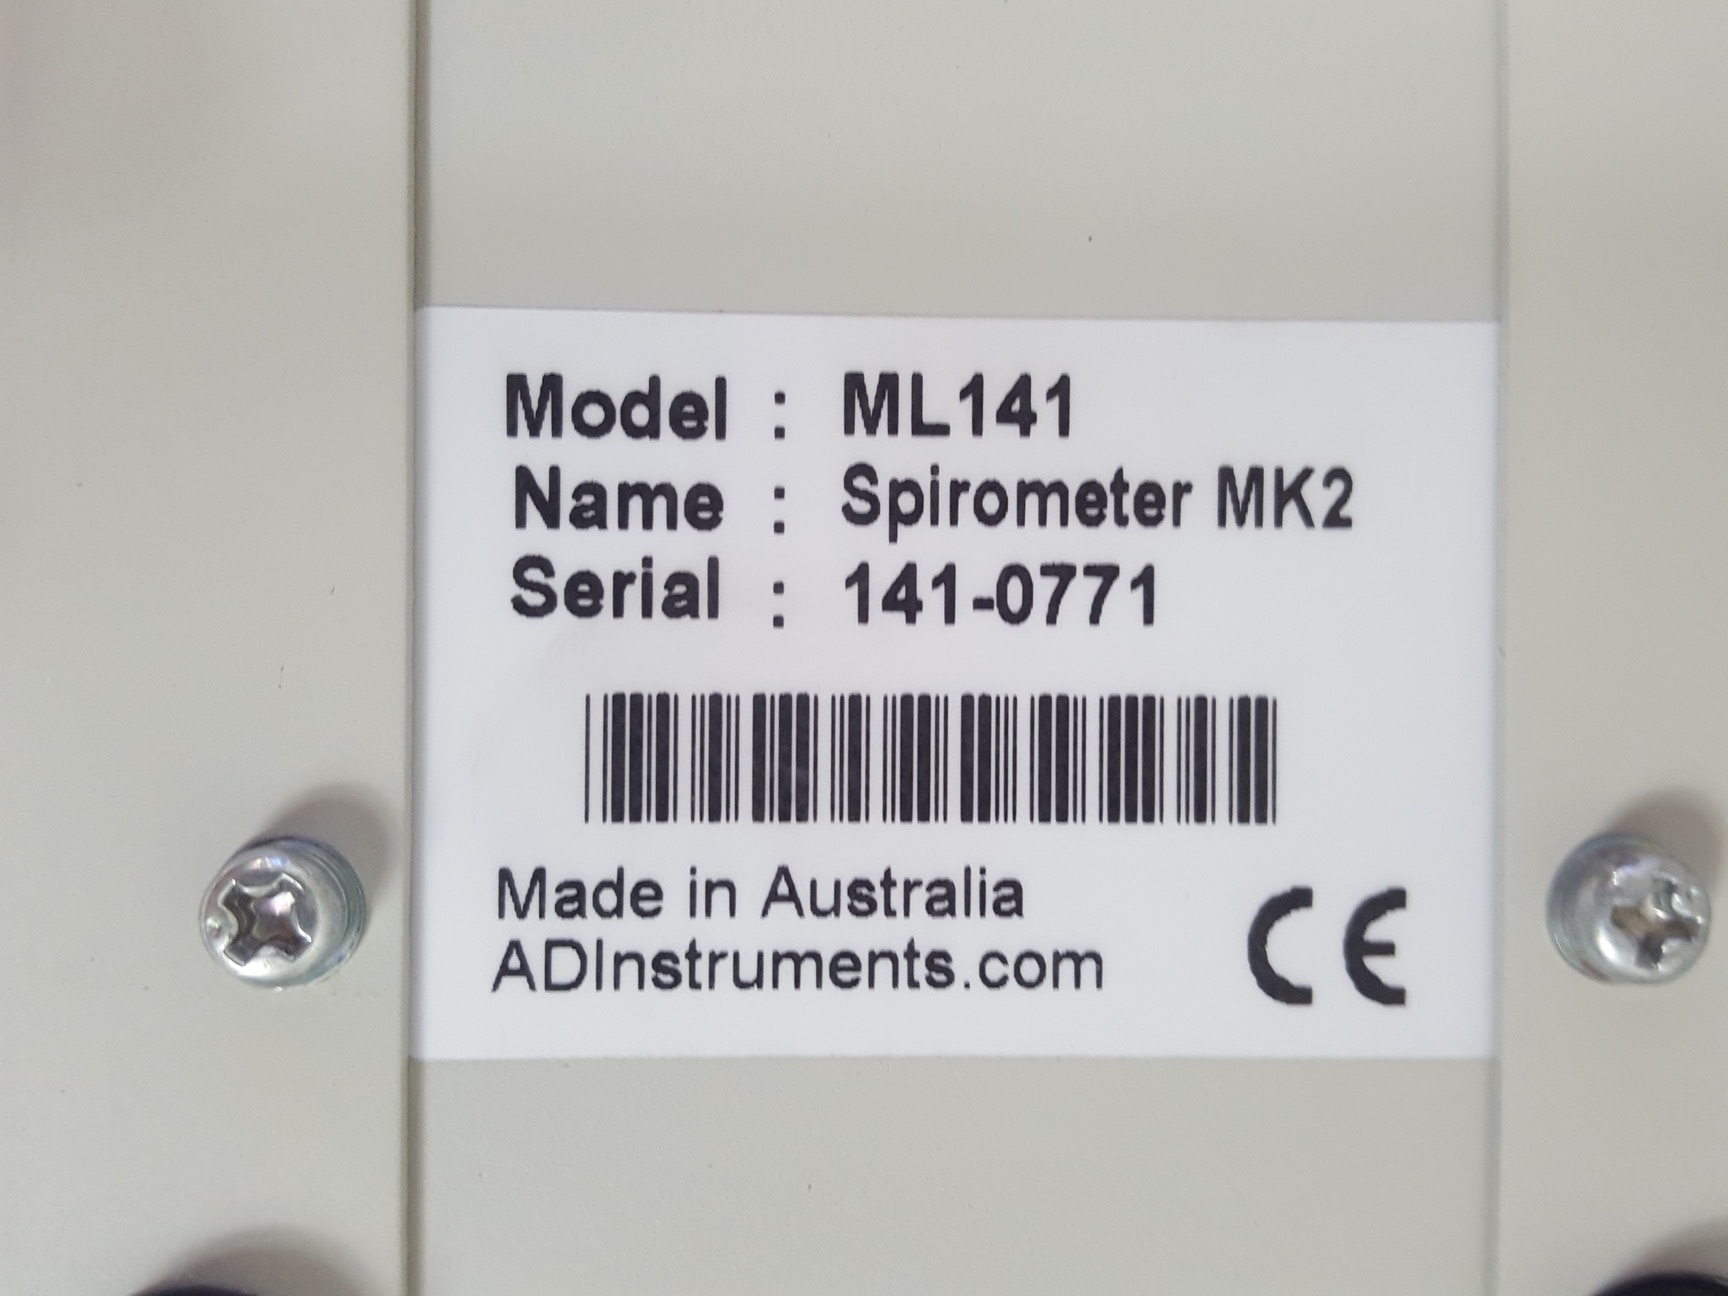 Model : ML141
Name : Spirometer MK2
Serial : 141-0771
Made in Australia
ADInstruments.com
CE